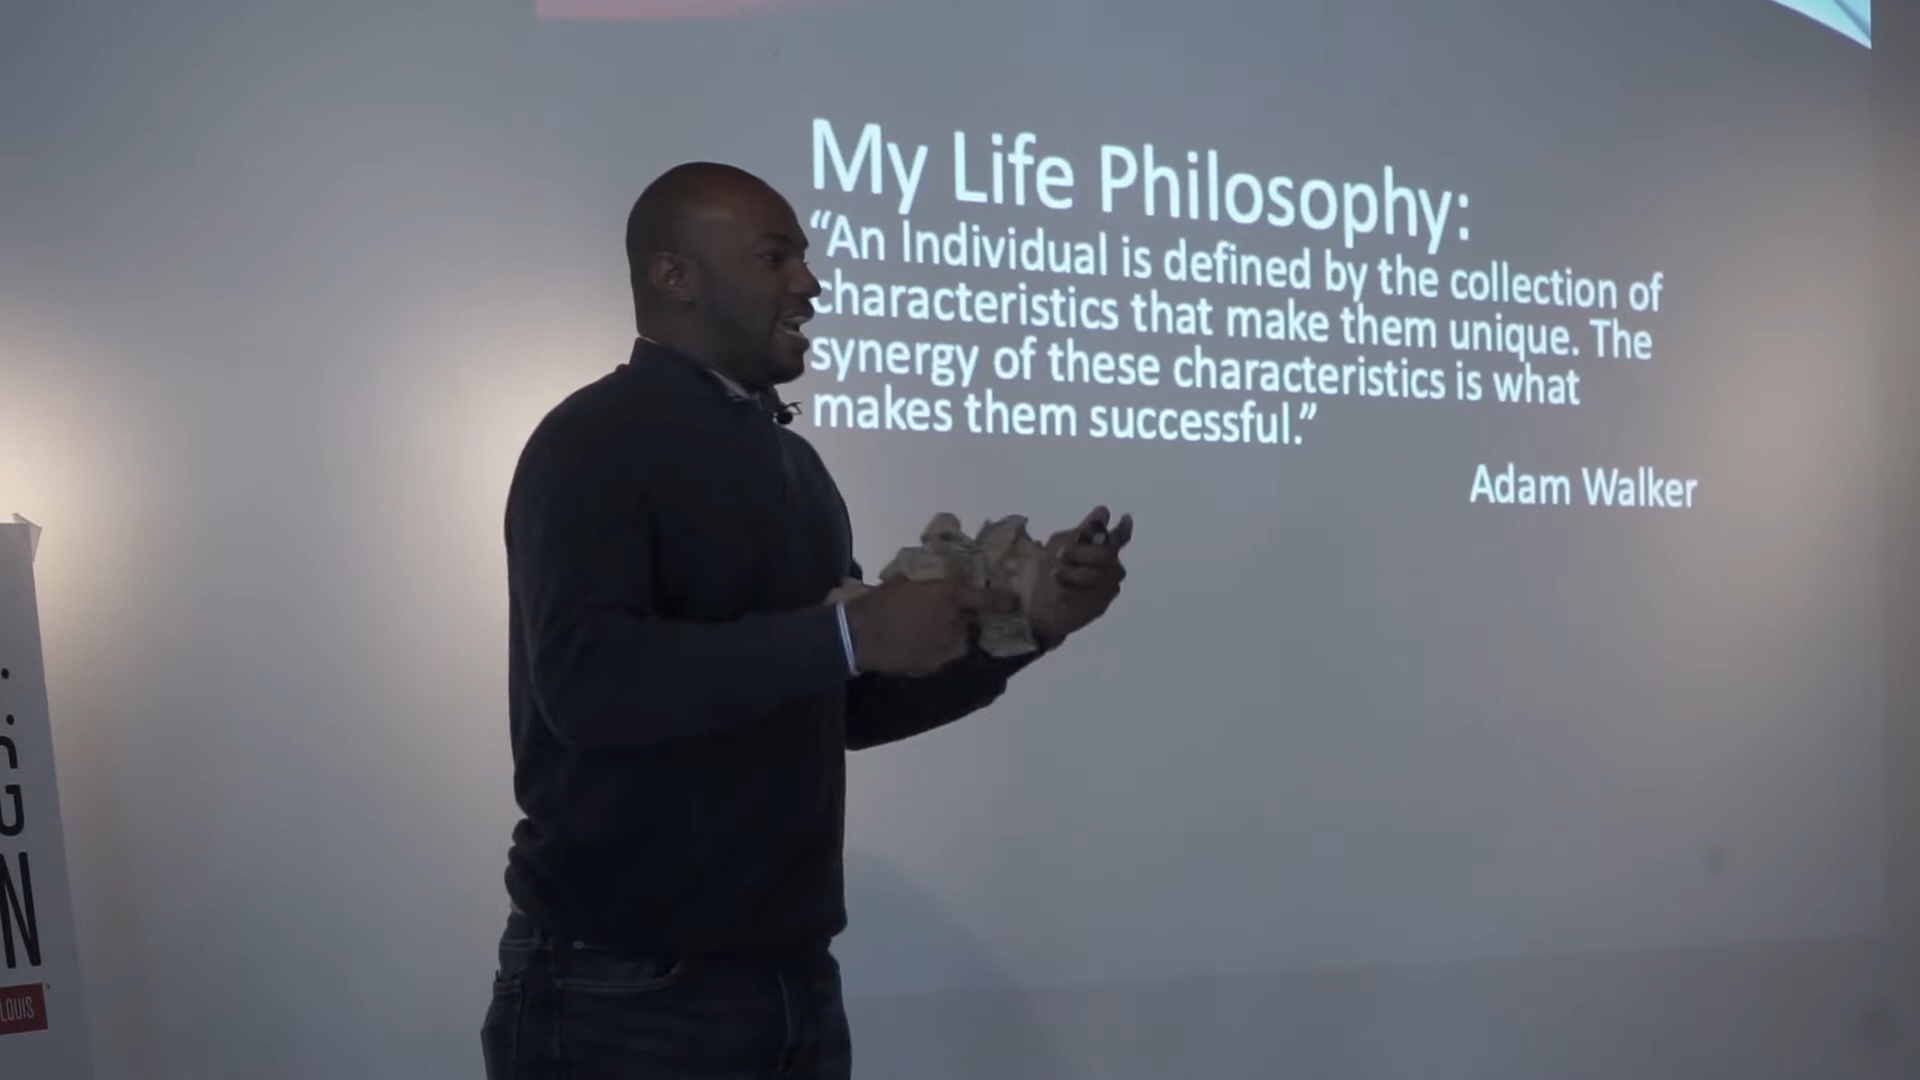 My Life Philosophy:
“An Individual is defined by the collection of
characteristics that make them unique. The
synergy of these characteristics is what
makes them successful.”
Adam Walker
G
N
LOUIS